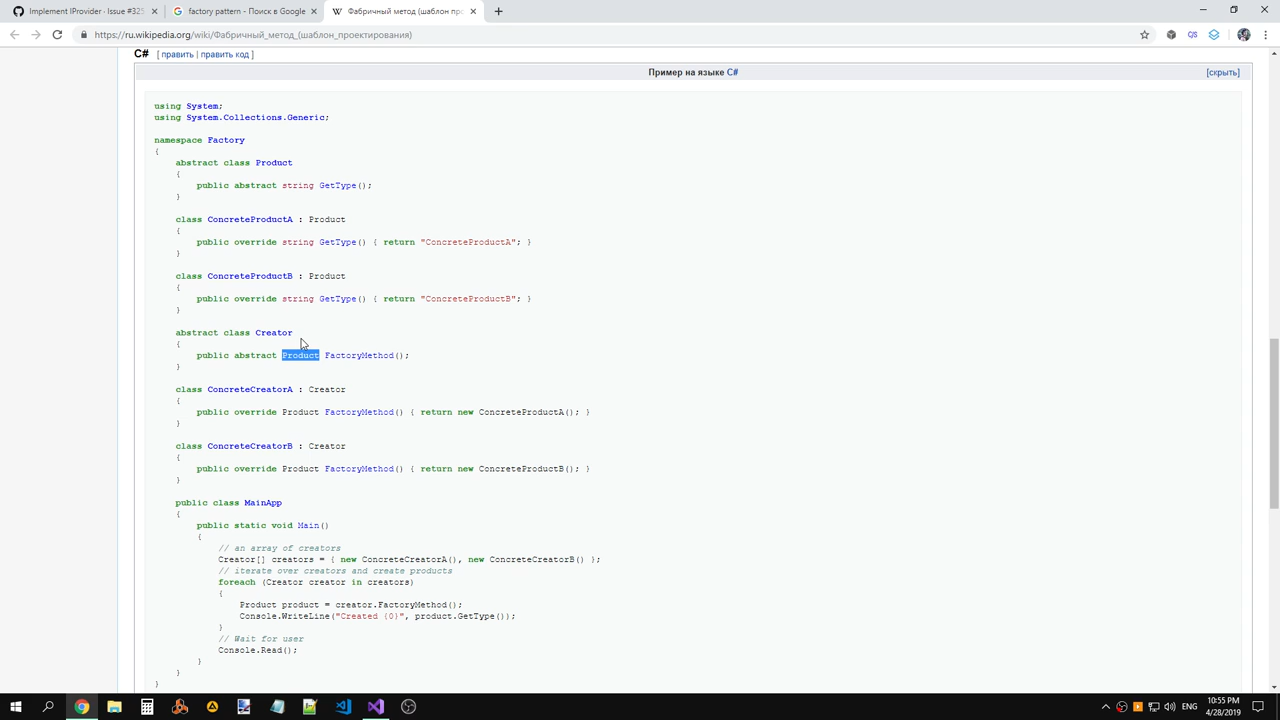 Implement IProvider · Issue #325
factory pattern - Поиск в Google
Фабричный метод (шаблон про
https://ru.wikipedia.org/wiki/Фабричный_метод_(шаблон_проектирования)
C# [ править | править код ]
Пример на языке C# [скрыть]
using System;
using System.Collections.Generic;
namespace Factory
{
abstract class Product
{
public abstract string GetType();
}
class ConcreteProductA : Product
{
public override string GetType() { return "ConcreteProductA"; }
}
class ConcreteProductB : Product
{
public override string GetType() { return "ConcreteProductB"; }
}
abstract class Creator
{
public abstract Product FactoryMethod();
}
class ConcreteCreatorA : Creator
{
public override Product FactoryMethod() { return new ConcreteProductA(); }
}
class ConcreteCreatorB : Creator
{
public override Product FactoryMethod() { return new ConcreteProductB(); }
}
public class MainApp
{
public static void Main()
{
// an array of creators
Creator[] creators = { new ConcreteCreatorA(), new ConcreteCreatorB() };
// iterate over creators and create products
foreach (Creator creator in creators)
{
Product product = creator.FactoryMethod();
Console.WriteLine("Created {0}", product.GetType());
}
// Wait for user
Console.Read();
}
}
}
ENG
10:55 PM
4/28/2019